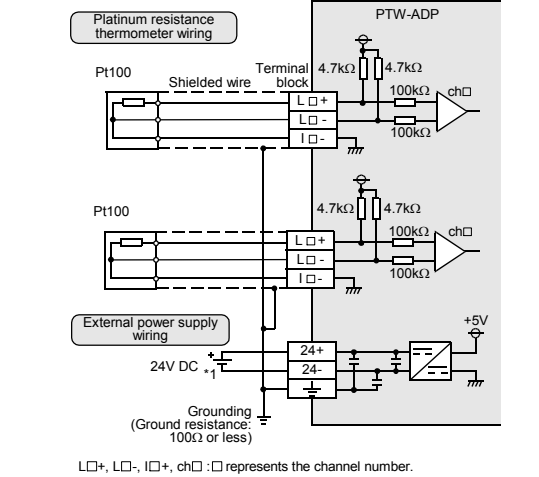 Platinum resistance
thermometer wiring
PTW-ADP
Pt100
Shielded wire
Terminal
block
4.7kΩ
4.7kΩ
100kΩ
ch□
L□+
L□-
I□-
100kΩ
Pt100
4.7kΩ
4.7kΩ
100kΩ
ch□
L□+
L□-
I□-
100kΩ
External power supply
wiring
+5V
24V DC
*1
+
24+
24-
Grounding
(Ground resistance:
100Ω or less)
L□+, L□-, I□+, ch□ :□ represents the channel number.